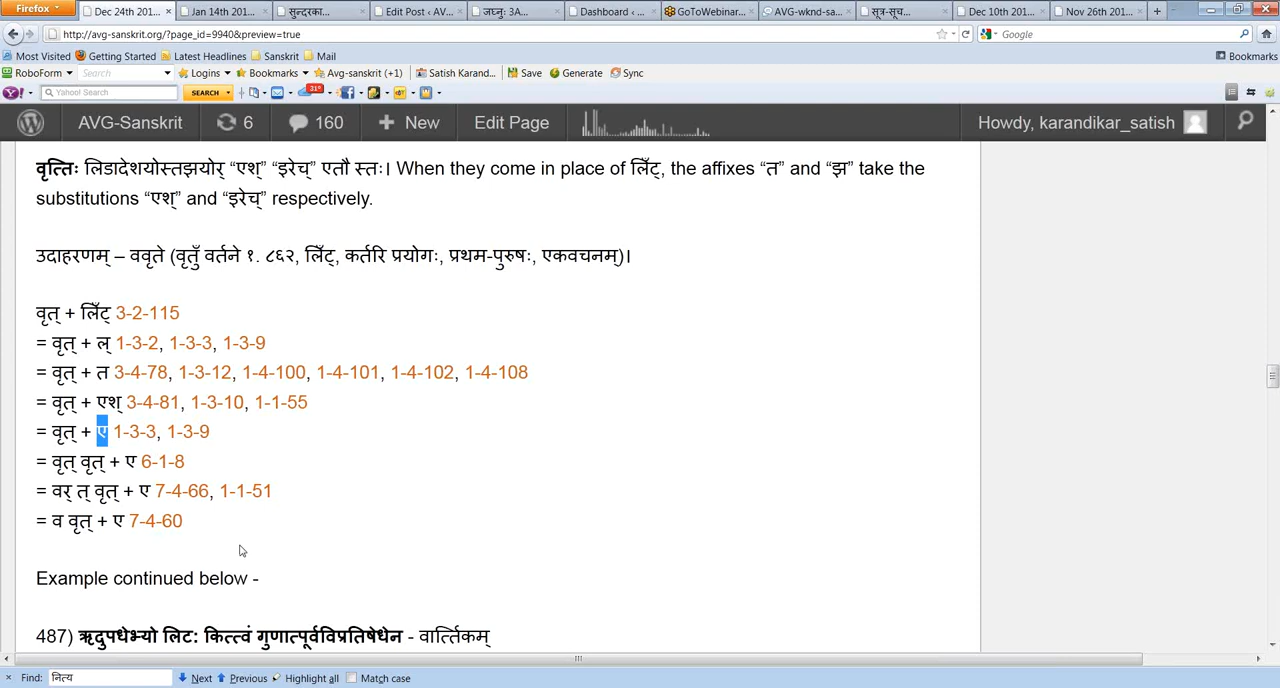 Firefox
Dec 24th 201...
Jan 14th 201...
सुन्दरका...
Edit Post ‹ AV...
जघ्नुः 3A...
Dashboard ‹ ...
GoToWebinar...
AVG-wknd-sa...
सूत्र-सूच...
Dec 10th 201...
Nov 26th 201...
http://avg-sanskrit.org/?page_id=9940&preview=true
Google
Most Visited Getting Started Latest Headlines Sanskrit Mail Bookmarks
RoboForm Search Logins Bookmarks Avg-sanskrit (+1) Satish Karand... Save Generate Sync
Yahoo! Search SEARCH 31°
AVG-Sanskrit 6 160 New Edit Page Howdy, karandikar_satish
वृत्तिः लिडादेशयोस्तझयोर् “एश्” “इरेच्” एतौ स्तः। When they come in place of लिँट्, the affixes “त” and “झ” take the
substitutions “एश्” and “इरेच्” respectively.
उदाहरणम् – ववृते (वृतुँ वर्तने १. ८६२, लिँट्, कर्तरि प्रयोगः, प्रथम-पुरुषः, एकवचनम्)।
वृत् + लिँट् 3-2-115
= वृत् + ल् 1-3-2, 1-3-3, 1-3-9
= वृत् + त 3-4-78, 1-3-12, 1-4-100, 1-4-101, 1-4-102, 1-4-108
= वृत् + एश् 3-4-81, 1-3-10, 1-1-55
= वृत् + ए 1-3-3, 1-3-9
= वृत् वृत् + ए 6-1-8
= वर् त् वृत् + ए 7-4-66, 1-1-51
= व वृत् + ए 7-4-60
Example continued below -
487) ऋदुपधेभ्यो लिट: कित्त्वं गुणात्पूर्वविप्रतिषेधेन - वार्त्तिकम्
Find: नित्य Next Previous Highlight all Match case